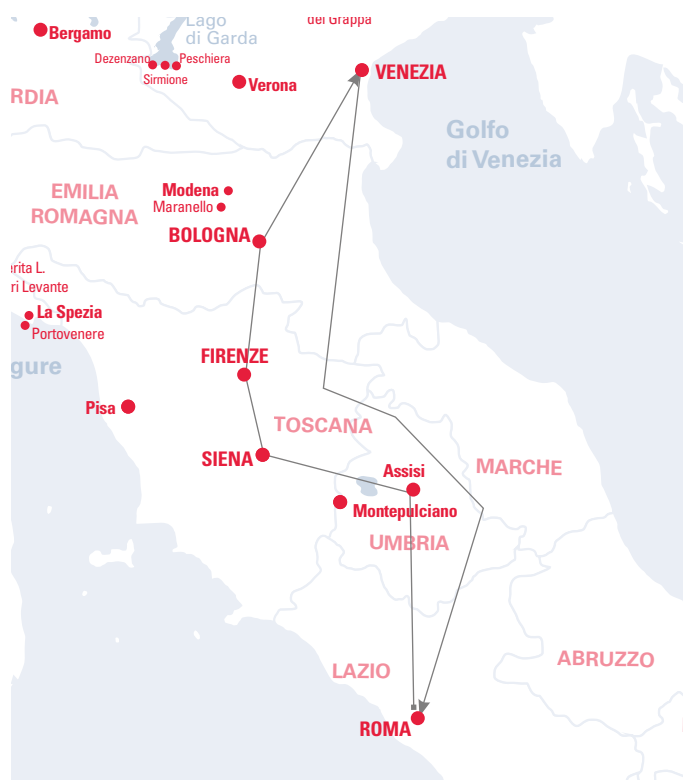 Lago
di Garda
del Grappa
Bergamo
Dezenzano
Peschiera
Sirmione
Verona
VENEZIA
RDIA
Golfo
di Venezia
EMILIA
ROMAGNA
Modena
Maranello
BOLOGNA
erita L.
ri Levante
La Spezia
Portovenere
gure
FIRENZE
Pisa
TOSCANA
SIENA
MARCHE
Assisi
Montepulciano
UMBRIA
LAZIO
ABRUZZO
ROMA